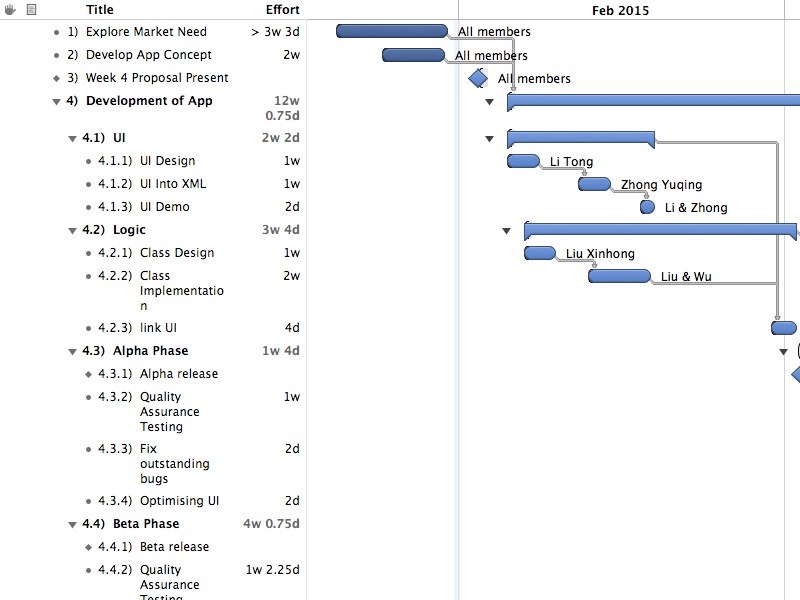 Title Effort Feb 2015
1) Explore Market Need > 3w 3d All members
2) Develop App Concept 2w All members
3) Week 4 Proposal Present All members
4) Development of App 12w
0.75d
4.1) UI 2w 2d
4.1.1) UI Design 1w Li Tong
4.1.2) UI Into XML 1w Zhong Yuqing
4.1.3) UI Demo 2d Li & Zhong
4.2) Logic 3w 4d
4.2.1) Class Design 1w Liu Xinhong
4.2.2) Class 2w Liu & Wu
Implementatio
n
4.2.3) link UI 4d
4.3) Alpha Phase 1w 4d
4.3.1) Alpha release
4.3.2) Quality 1w
Assurance
Testing
4.3.3) Fix 2d
outstanding
bugs
4.3.4) Optimising UI 2d
4.4) Beta Phase 4w 0.75d
4.4.1) Beta release
4.4.2) Quality 1w 2.25d
Assurance
Testing